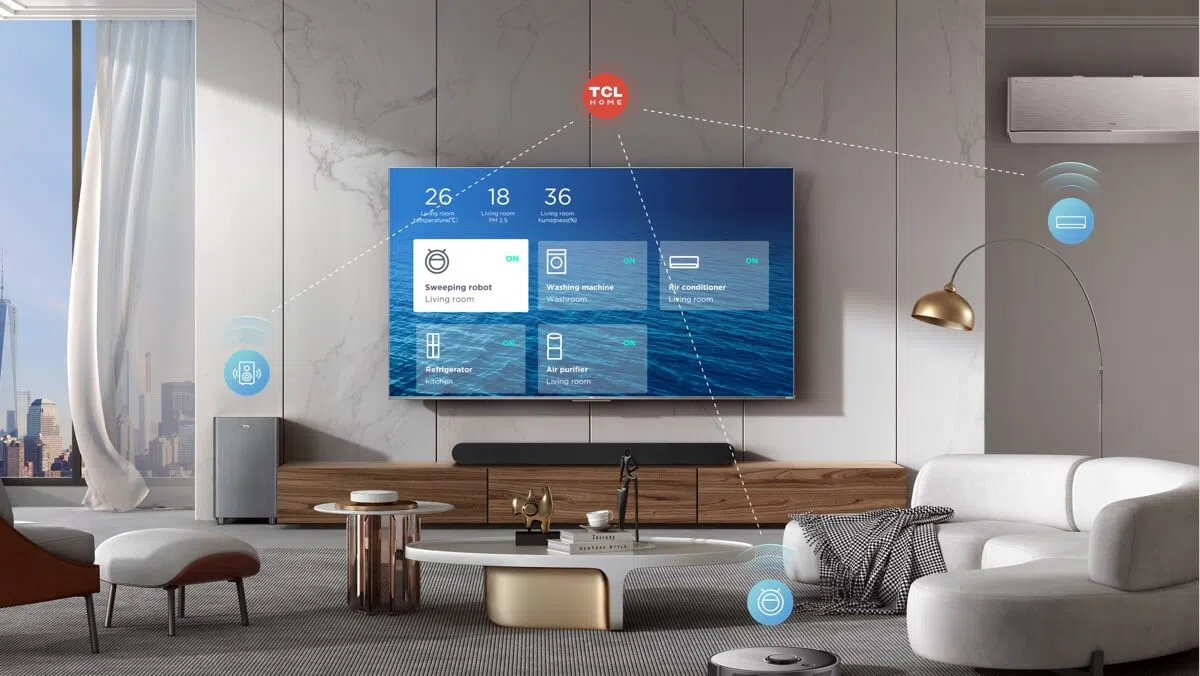 TCL
HOME
26 18 36
Living room Living room Living room
temperature(℃) PM 2.5 humidness(%)
ON
Sweeping robot
Living room
ON
Washing machine
Washroom
ON
Air conditioner
Living room
ON
Refrigerator
kitchen
ON
Air purifier
Living room
Tuscany